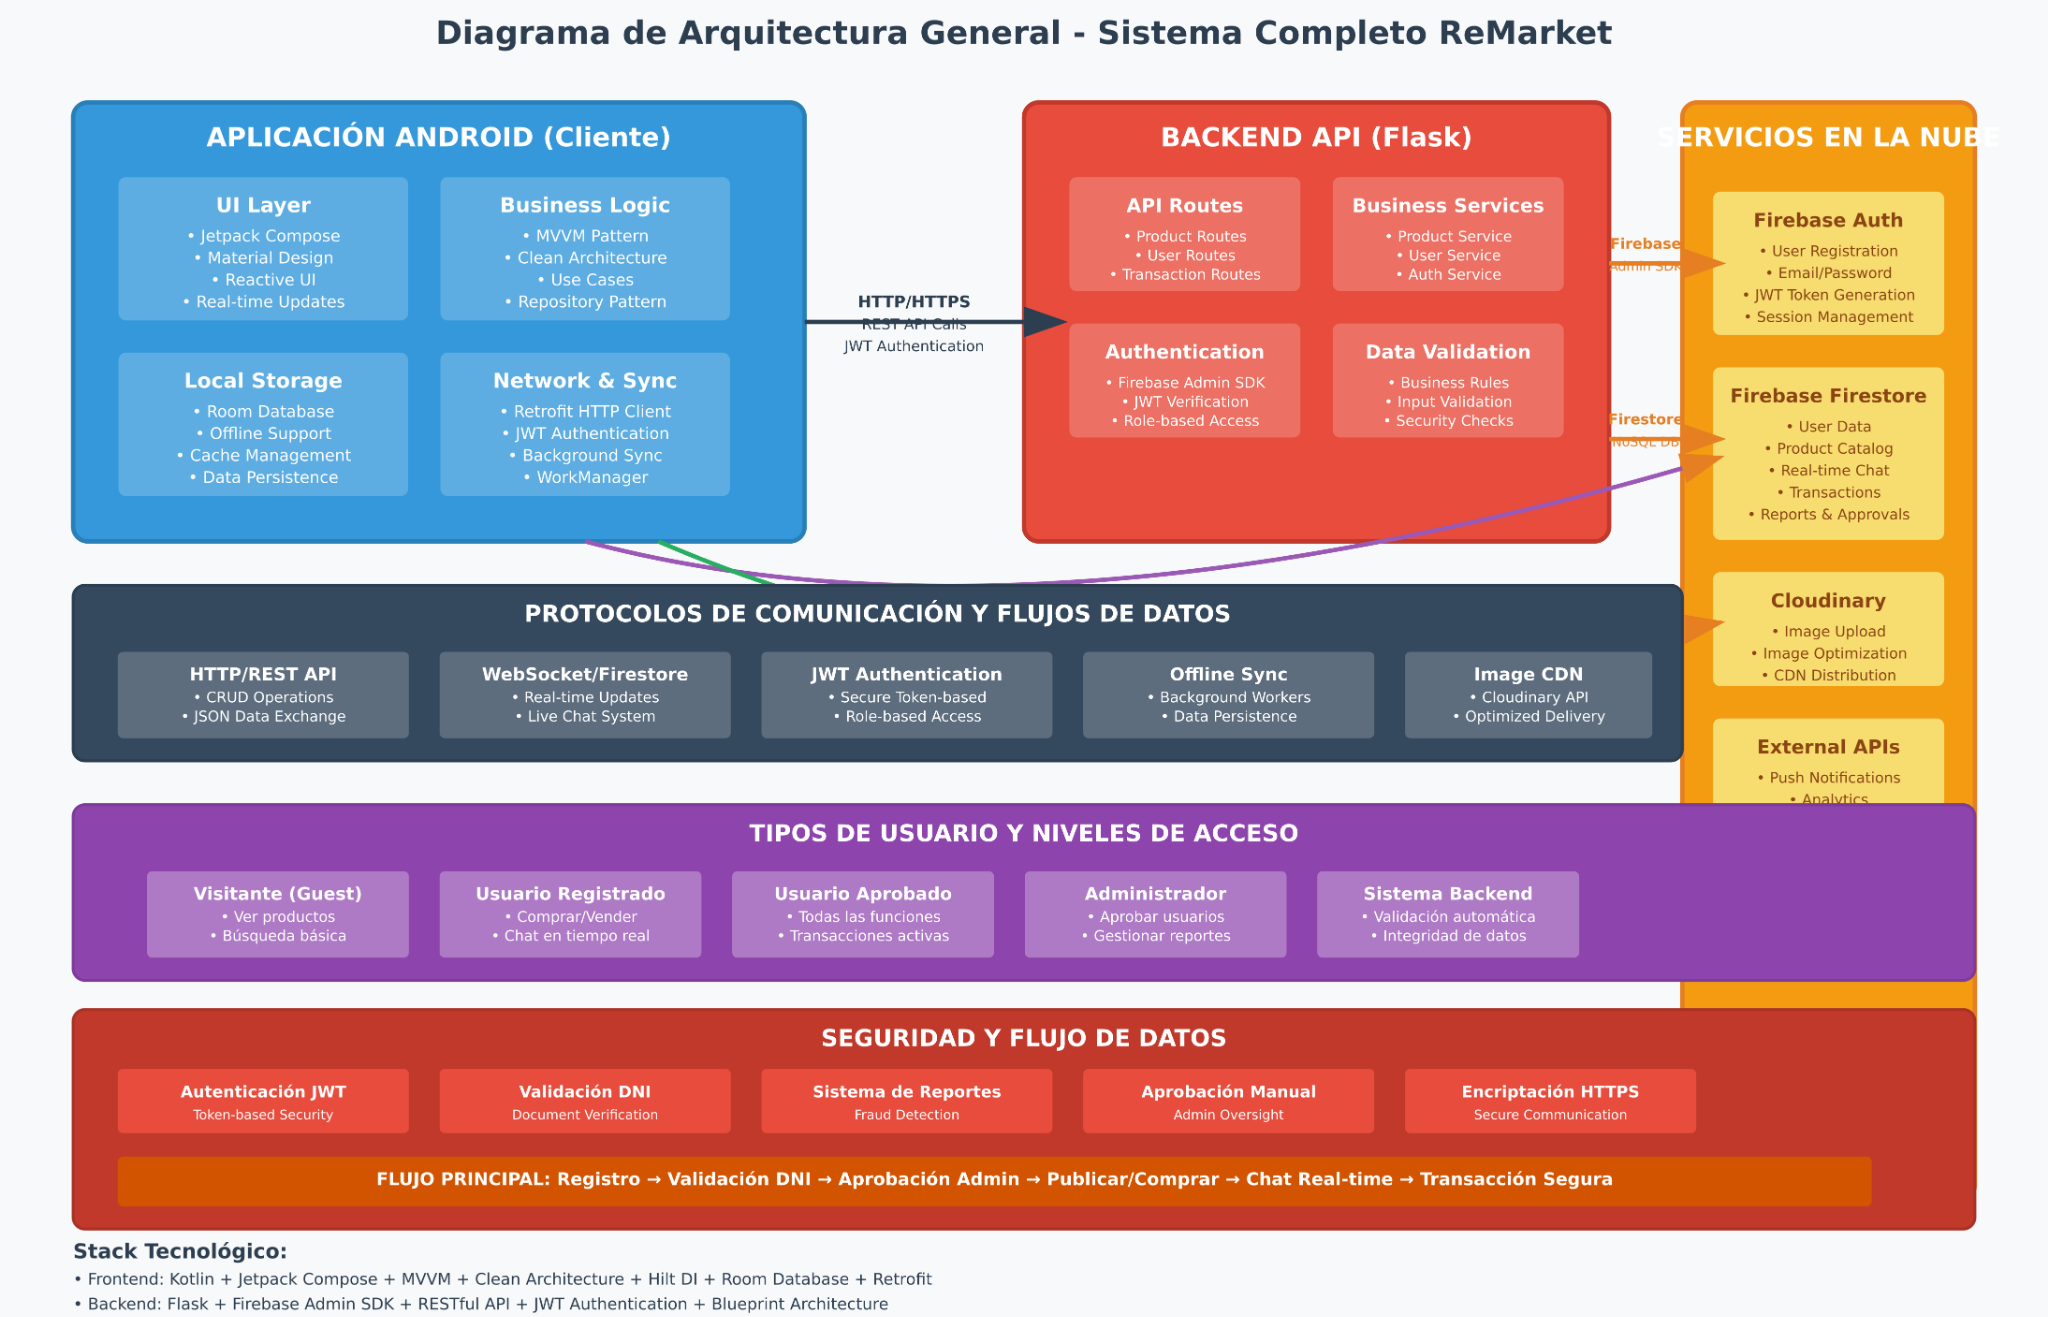 Diagrama de Arquitectura General - Sistema Completo ReMarket
APLICACIÓN ANDROID (Cliente)
UI Layer
• Jetpack Compose
• Material Design
• Reactive UI
• Real-time Updates
Business Logic
• MVVM Pattern
• Clean Architecture
• Use Cases
• Repository Pattern
Local Storage
• Room Database
• Offline Support
• Cache Management
• Data Persistence
Network & Sync
• Retrofit HTTP Client
• JWT Authentication
• Background Sync
• WorkManager
HTTP/HTTPS
REST API Calls
JWT Authentication
BACKEND API (Flask)
API Routes
• Product Routes
• User Routes
• Transaction Routes
Business Services
• Product Service
• User Service
• Auth Service
Authentication
• Firebase Admin SDK
• JWT Verification
• Role-based Access
Data Validation
• Business Rules
• Input Validation
• Security Checks
Firebase
Admin SDK
Firestore
NoSQL DB
SERVICIOS EN LA NUBE
Firebase Auth
• User Registration
• Email/Password
• JWT Token Generation
• Session Management
Firebase Firestore
• User Data
• Product Catalog
• Real-time Chat
• Transactions
• Reports & Approvals
Cloudinary
• Image Upload
• Image Optimization
• CDN Distribution
External APIs
• Push Notifications
• Analytics
PROTOCOLOS DE COMUNICACIÓN Y FLUJOS DE DATOS
HTTP/REST API
• CRUD Operations
• JSON Data Exchange
WebSocket/Firestore
• Real-time Updates
• Live Chat System
JWT Authentication
• Secure Token-based
• Role-based Access
Offline Sync
• Background Workers
• Data Persistence
Image CDN
• Cloudinary API
• Optimized Delivery
TIPOS DE USUARIO Y NIVELES DE ACCESO
Visitante (Guest)
• Ver productos
• Búsqueda básica
Usuario Registrado
• Comprar/Vender
• Chat en tiempo real
Usuario Aprobado
• Todas las funciones
• Transacciones activas
Administrador
• Aprobar usuarios
• Gestionar reportes
Sistema Backend
• Validación automática
• Integridad de datos
SEGURIDAD Y FLUJO DE DATOS
Autenticación JWT
Token-based Security
Validación DNI
Document Verification
Sistema de Reportes
Fraud Detection
Aprobación Manual
Admin Oversight
Encriptación HTTPS
Secure Communication
FLUJO PRINCIPAL: Registro → Validación DNI → Aprobación Admin → Publicar/Comprar → Chat Real-time → Transacción Segura
Stack Tecnológico:
• Frontend: Kotlin + Jetpack Compose + MVVM + Clean Architecture + Hilt DI + Room Database + Retrofit
• Backend: Flask + Firebase Admin SDK + RESTful API + JWT Authentication + Blueprint Architecture